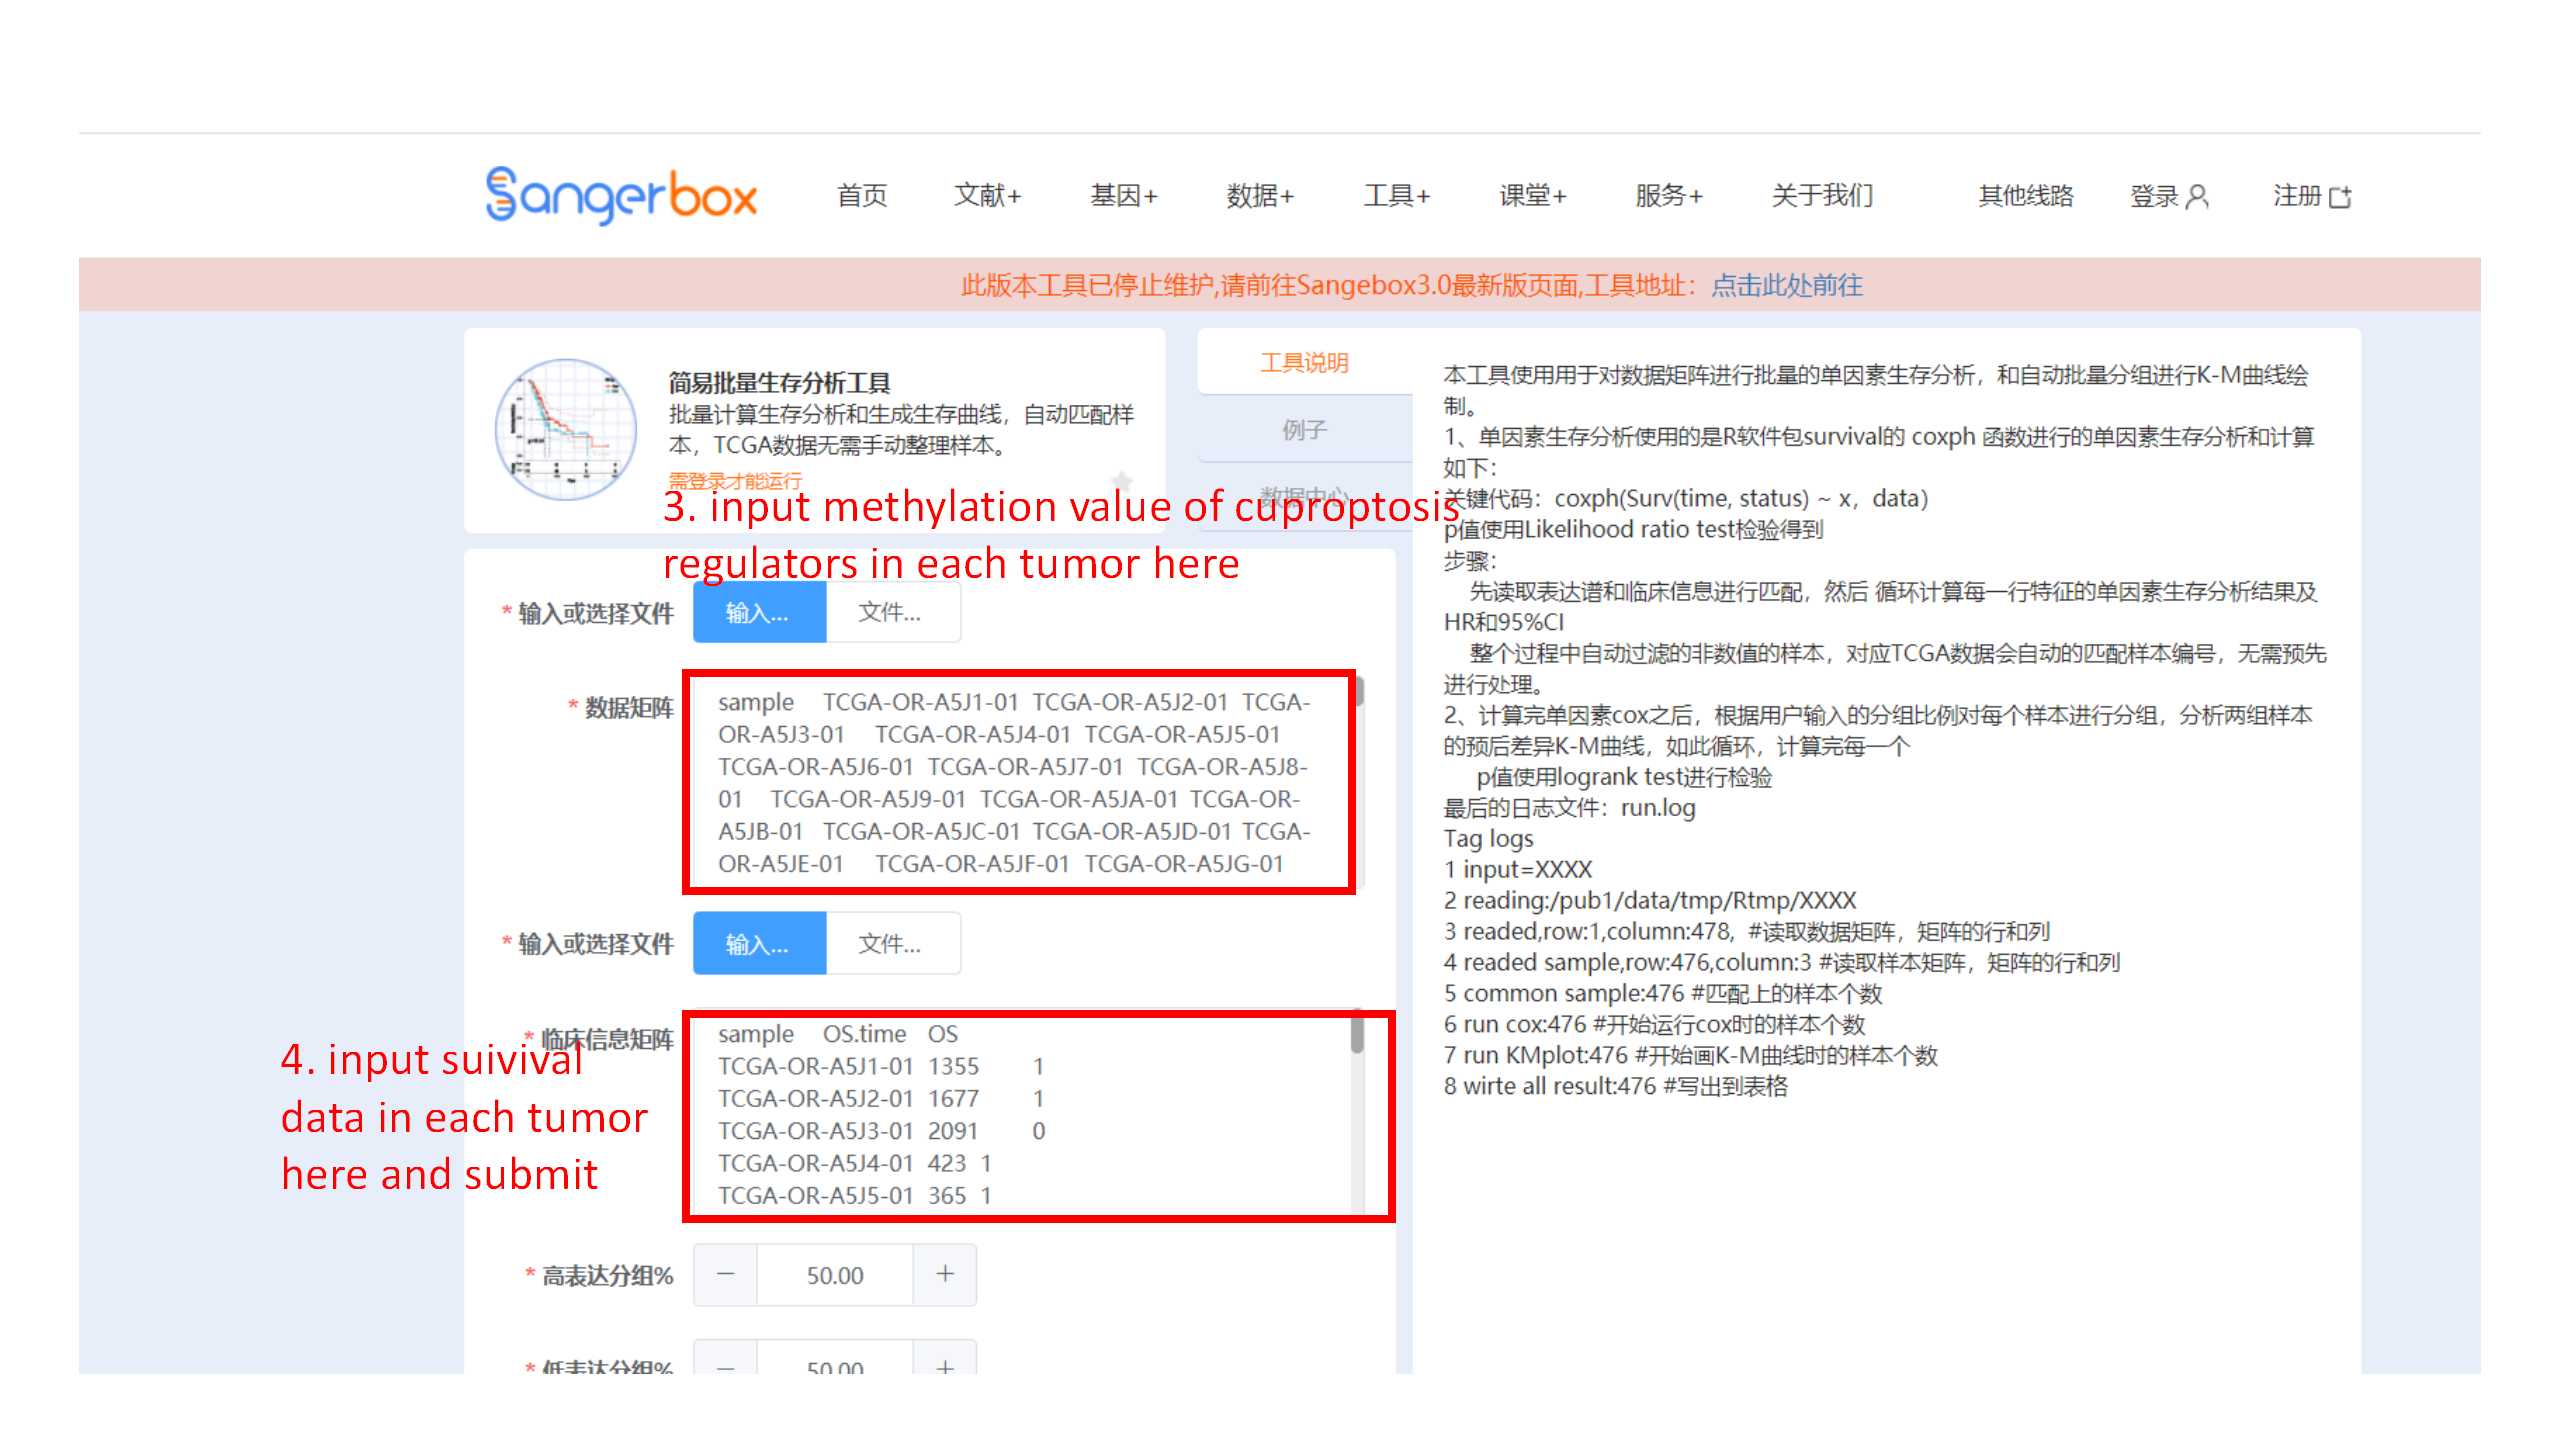 Sangerbox 首页 文献+ 基因+ 数据+ 工具+ 课堂+ 服务+ 关于我们 其他线路 登录 注册
此版本工具已停止维护,请前往Sangebox3.0最新版页面,工具地址：点击此处前往
简易批量生存分析工具
批量计算生存分析和生成生存曲线，自动匹配样
本，TCGA数据无需手动整理样本。
需登录才能运行
3. input methylation value of cuproptosis
regulators in each tumor here
* 输入或选择文件 输入... 文件...
* 数据矩阵
sample TCGA-OR-A5J1-01 TCGA-OR-A5J2-01 TCGA-
OR-A5J3-01 TCGA-OR-A5J4-01 TCGA-OR-A5J5-01
TCGA-OR-A5J6-01 TCGA-OR-A5J7-01 TCGA-OR-A5J8-
01 TCGA-OR-A5J9-01 TCGA-OR-A5JA-01 TCGA-OR-
A5JB-01 TCGA-OR-A5JC-01 TCGA-OR-A5JD-01 TCGA-
OR-A5JE-01 TCGA-OR-A5JF-01 TCGA-OR-A5JG-01
* 输入或选择文件 输入... 文件...
* 临床信息矩阵
sample OS.time OS
TCGA-OR-A5J1-01 1355 1
TCGA-OR-A5J2-01 1677 1
TCGA-OR-A5J3-01 2091 0
TCGA-OR-A5J4-01 423 1
TCGA-OR-A5J5-01 365 1
4. input suivival
data in each tumor
here and submit
* 高表达分组% − 50.00 +
* 低表达分组% − 50.00 +
工具说明
例子
数据中心
本工具使用用于对数据矩阵进行批量的单因素生存分析，和自动批量分组进行K-M曲线绘
制。
1、单因素生存分析使用的是R软件包survival的 coxph 函数进行的单因素生存分析和计算
如下：
关键代码：coxph(Surv(time, status) ~ x，data)
p值使用Likelihood ratio test检验得到
步骤：
先读取表达谱和临床信息进行匹配，然后 循环计算每一行特征的单因素生存分析结果及
HR和95%CI
整个过程中自动过滤的非数值的样本，对应TCGA数据会自动的匹配样本编号，无需预先
进行处理。
2、计算完单因素cox之后，根据用户输入的分组比例对每个样本进行分组，分析两组样本
的预后差异K-M曲线，如此循环，计算完每一个
p值使用logrank test进行检验
最后的日志文件：run.log
Tag logs
1 input=XXXX
2 reading:/pub1/data/tmp/Rtmp/XXXX
3 readed,row:1,column:478，#读取数据矩阵，矩阵的行和列
4 readed sample,row:476,column:3 #读取样本矩阵，矩阵的行和列
5 common sample:476 #匹配上的样本个数
6 run cox:476 #开始运行cox时的样本个数
7 run KMplot:476 #开始画K-M曲线时的样本个数
8 wirte all result:476 #写出到表格